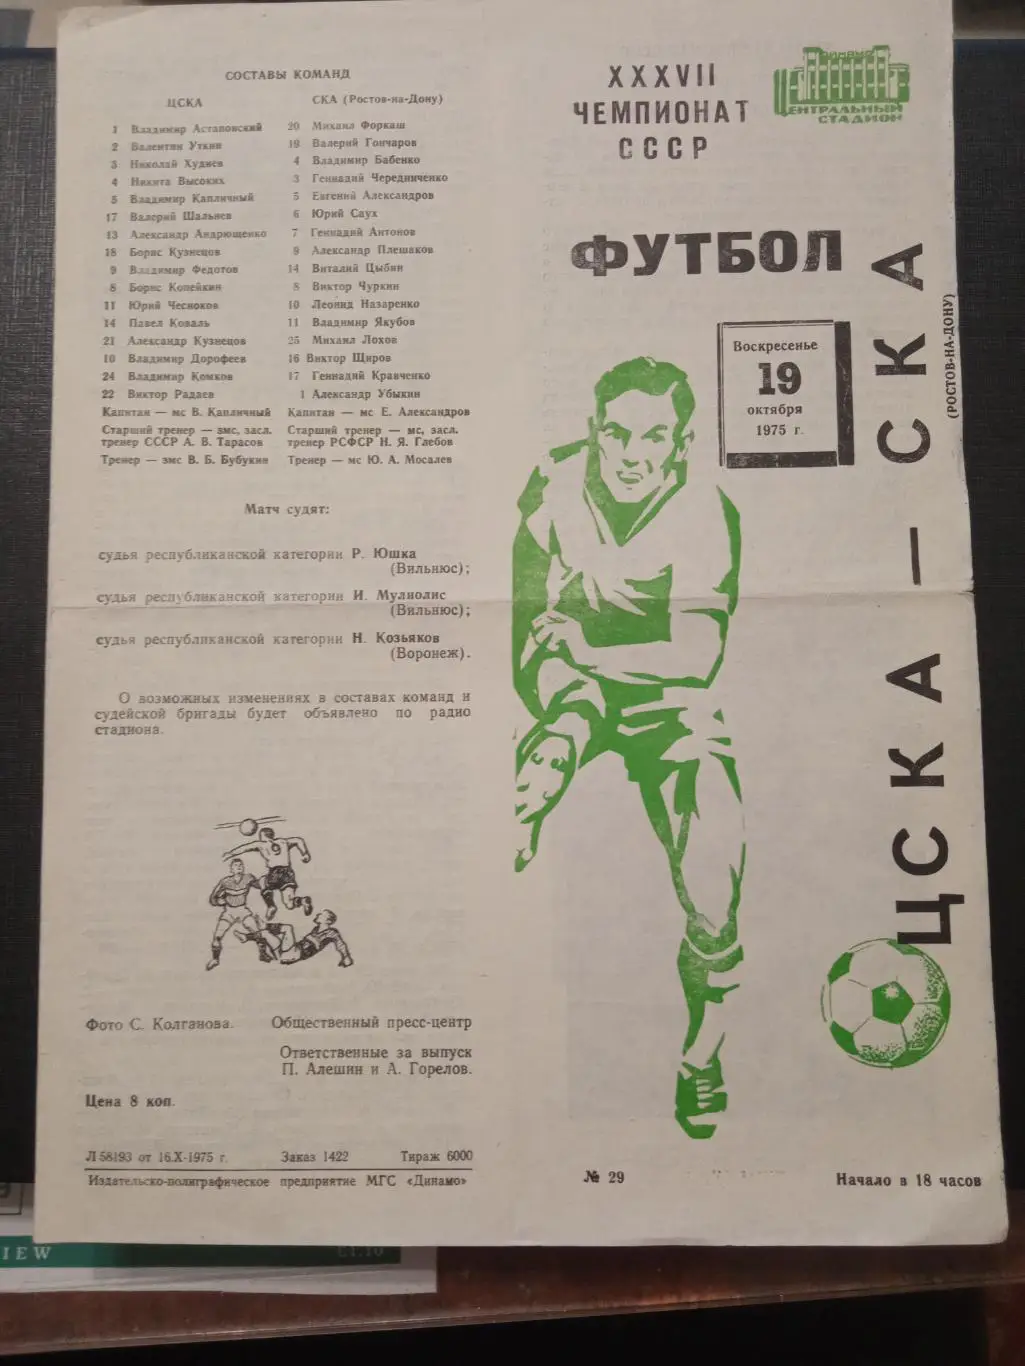 СОСТАВЫ КОМАНД
ЦСКА
1 Владимир Астаповский
2 Валентин Уткин
3 Николай Худиев
4 Никита Высоких
5 Владимир Капличный
17 Валерий Шальнев
13 Александр Андрющенко
18 Борис Кузнецов
9 Владимир Федотов
8 Борис Копейкин
11 Юрий Чесноков
14 Павел Коваль
21 Александр Кузнецов
10 Владимир Дорофеев
24 Владимир Комков
22 Виктор Радаев
Капитан — мс В. Капличный
Старший тренер — змс, засл.
тренер СССР А. В. Тарасов
Тренер — змс В. Б. Бубукин
СКА (Ростов-на-Дону)
20 Михаил Форкаш
19 Валерий Гончаров
4 Владимир Бабенко
3 Геннадий Чередниченко
5 Евгений Александров
6 Юрий Саух
7 Геннадий Антонов
9 Александр Плешаков
14 Виталий Цыбин
8 Виктор Чуркин
10 Леонид Назаренко
11 Владимир Якубов
25 Михаил Лохов
16 Виктор Щиров
17 Геннадий Кравченко
1 Александр Убыкин
Капитан — мс Е. Александров
Старший тренер — мс, засл.
тренер РСФСР Н. Я. Глебов
Тренер — мс Ю. А. Мосалев
Матч судят:
судья республиканской категории Р. Юшка
(Вильнюс);
судья республиканской категории И. Мулиолис
(Вильнюс);
судья республиканской категории Н. Козьяков
(Воронеж).
О возможных изменениях в составах команд и
судейской бригады будет объявлено по радио
стадиона.
9
Фото С. Колганова. Общественный пресс-центр
Ответственные за выпуск
П. Алешин и А. Горелов.
Цена 8 коп.
Л 58193 от 16.X-1975 г. Заказ 1422 Тираж 6000
Издательско-полиграфическое предприятие МГС «Динамо»
XXXVII
ЧЕМПИОНАТ
СССР
ДИНАМО
ЦЕНТРАЛЬНЫЙ
СТАДИОН
ФУТБОЛ
Воскресенье
19
октября
1975 г.
ЦСКА — СКА
(РОСТОВ-НА-ДОНУ)
№ 29
Начало в 18 часов
IEW
£1.10